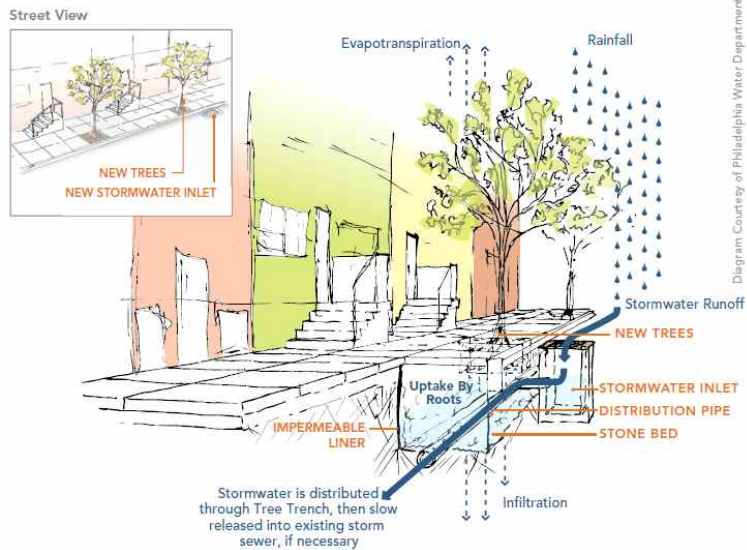 Street View
NEW TREES
NEW STORMWATER INLET
Evapotranspiration
Rainfall
Diagram Courtesy of Philadelphia Water Department
Stormwater Runoff
NEW TREES
Uptake By
Roots
STORMWATER INLET
DISTRIBUTION PIPE
STONE BED
IMPERMEABLE
LINER
Stormwater is distributed
through Tree Trench, then slow
released into existing storm
sewer, if necessary
Infiltration